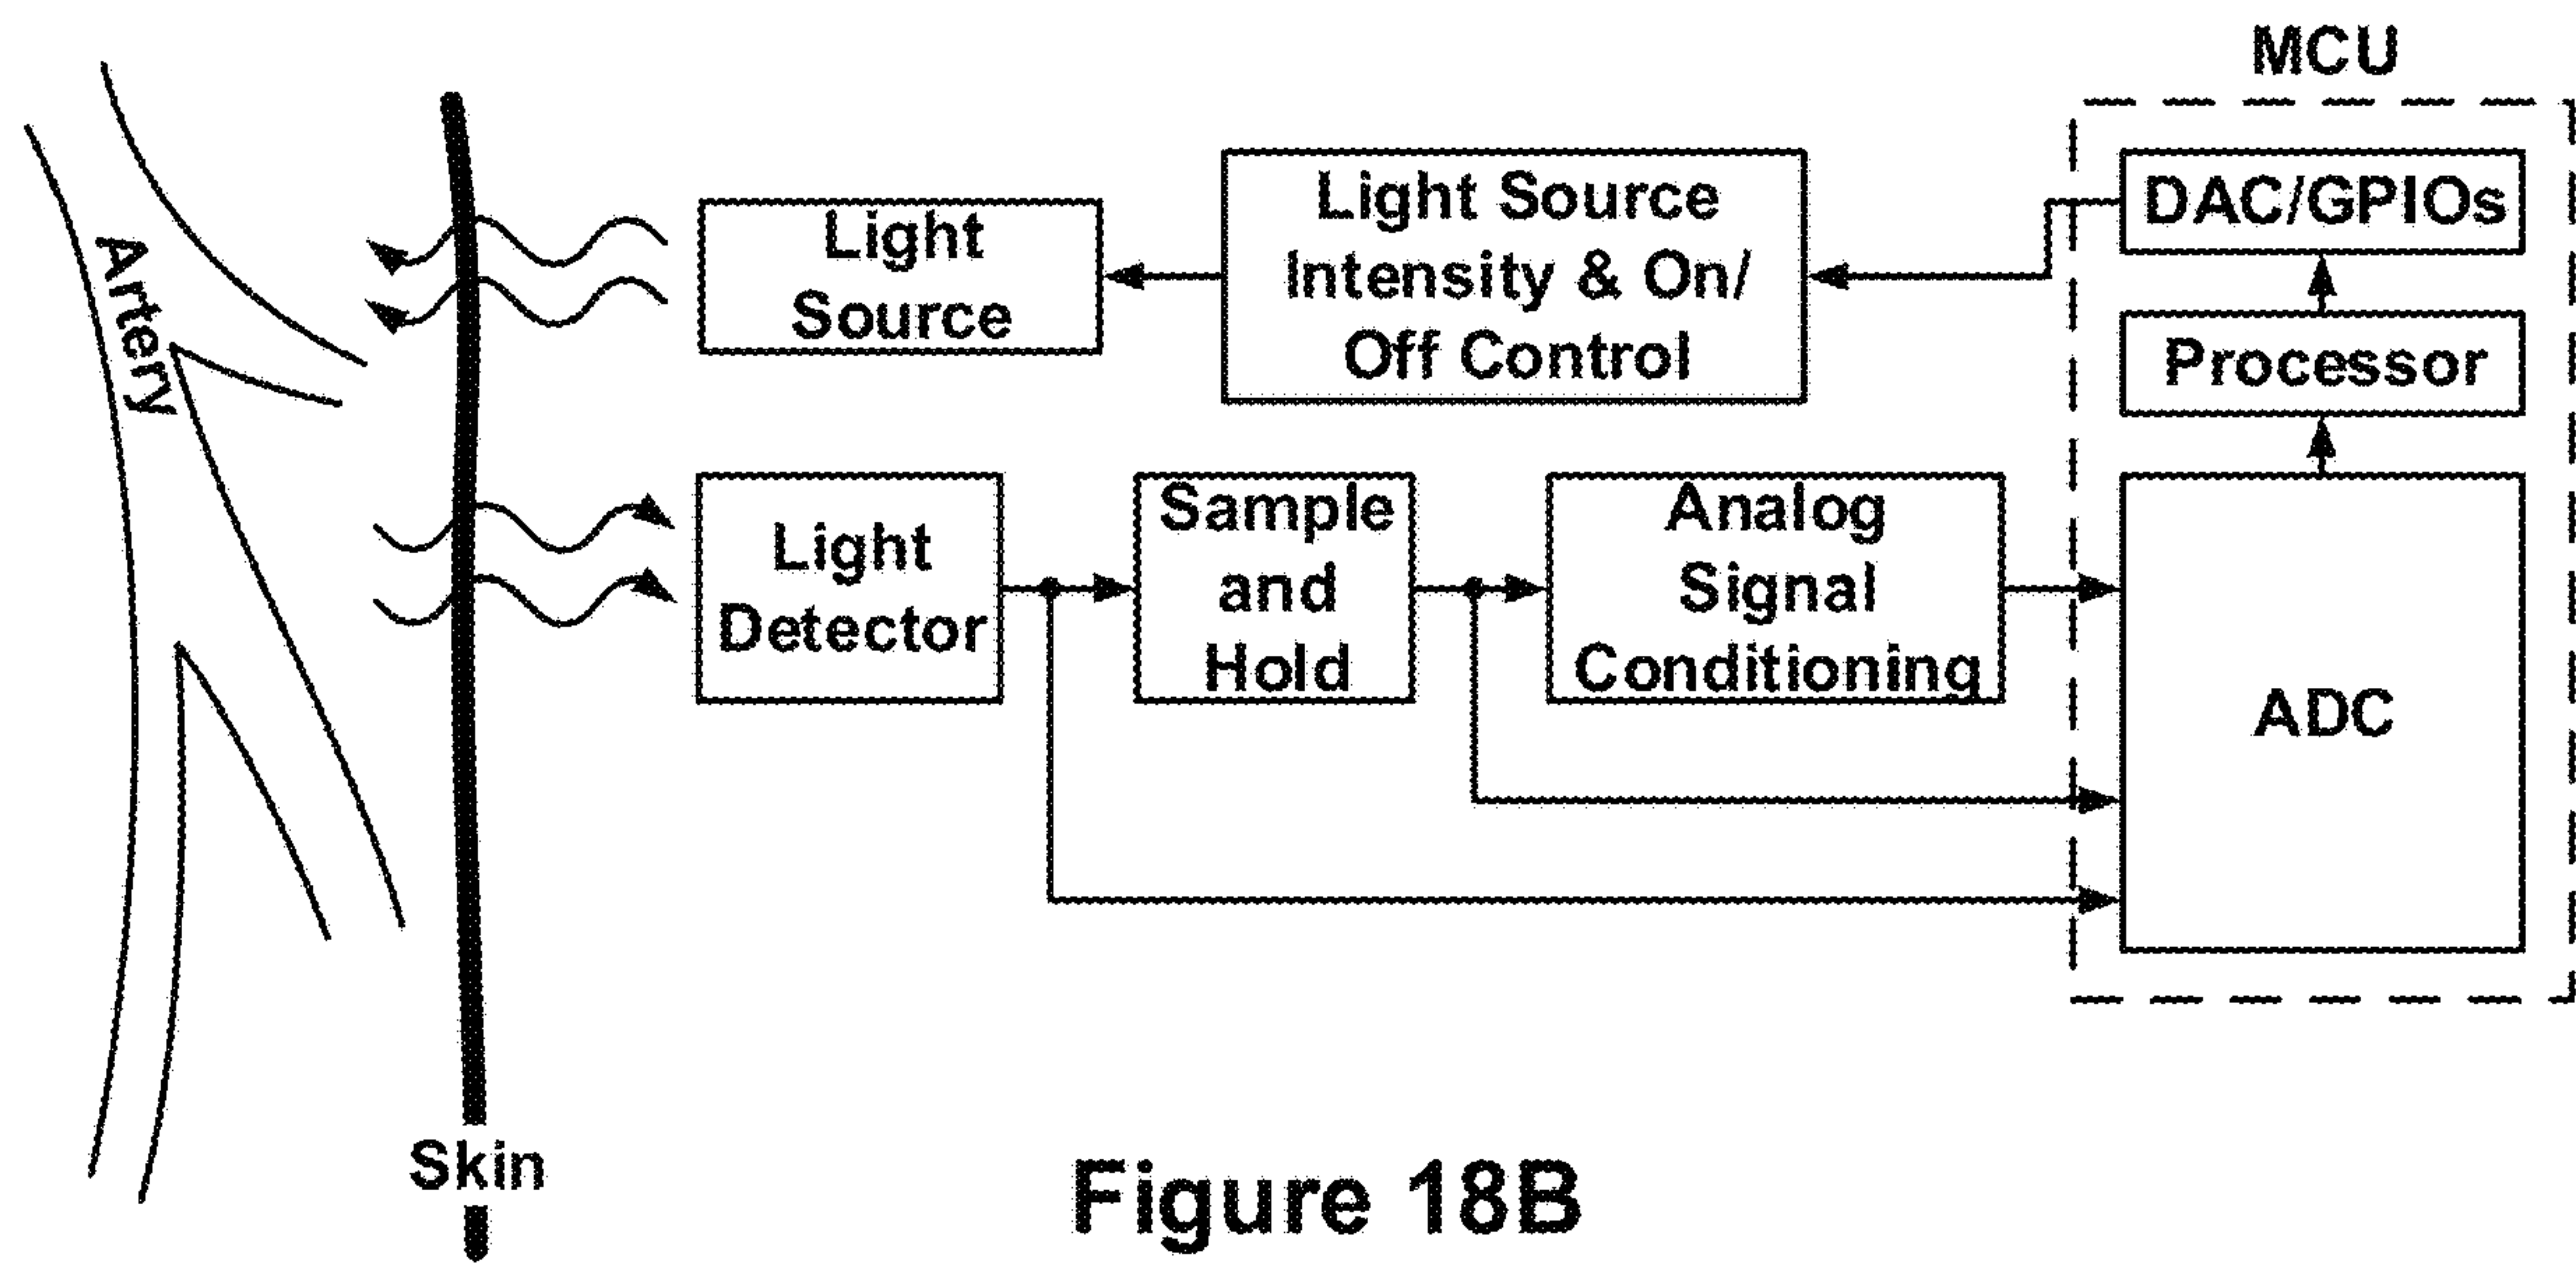 MCU
Light Source
Intensity & On/
Off Control
DAC/GPIOs
Light
Source
Processor
Artery
Light
Detector
Sample
and
Hold
Analog
Signal
Conditioning
ADC
Skin
Figure 18B